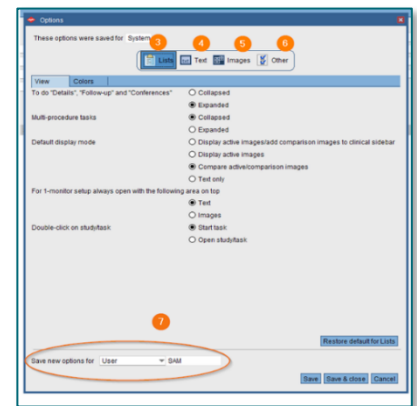 Options
These options were saved for System
3 4 5 6
Lists Text Images Other
View Colors
To do "Details", "Follow-up" and "Conferences" Collapsed
Expanded
Multi-procedure tasks Collapsed
Expanded
Default display mode Display active images/add comparison images to clinical sidebar
Display active images
Compare active/comparison images
Text only
For 1-monitor setup always open with the following area on top
Text
Images
Double-click on study/task Start task
Open study/task
7
Restore default for Lists
Save new options for User SAM
Save Save & close Cancel